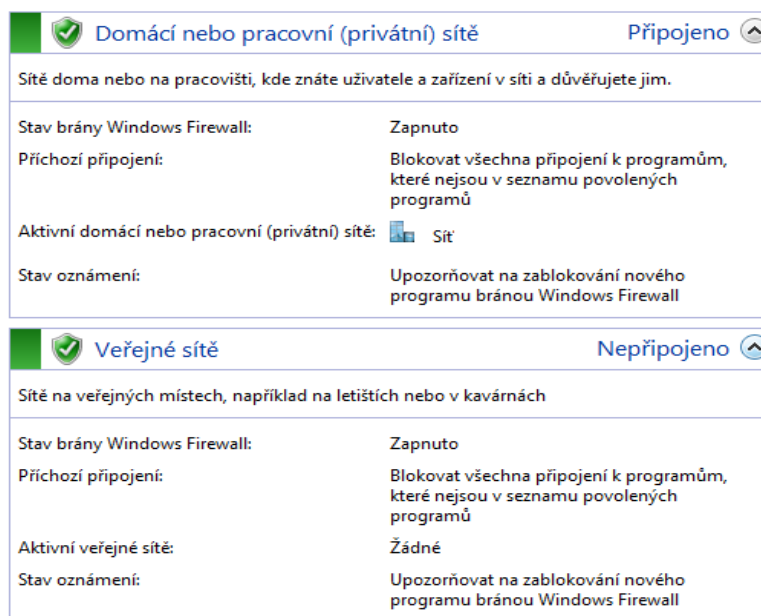 Domácí nebo pracovní (privátní) sítě Připojeno
Sítě doma nebo na pracovišti, kde znáte uživatele a zařízení v síti a důvěřujete jim.
Stav brány Windows Firewall: Zapnuto
Příchozí připojení: Blokovat všechna připojení k programům,
které nejsou v seznamu povolených
programů
Aktivní domácí nebo pracovní (privátní) sítě: Síť
Stav oznámení: Upozorňovat na zablokování nového
programu bránou Windows Firewall
Veřejné sítě Nepřipojeno
Sítě na veřejných místech, například na letištích nebo v kavárnách
Stav brány Windows Firewall: Zapnuto
Příchozí připojení: Blokovat všechna připojení k programům,
které nejsou v seznamu povolených
programů
Aktivní veřejné sítě: Žádné
Stav oznámení: Upozorňovat na zablokování nového
programu bránou Windows Firewall